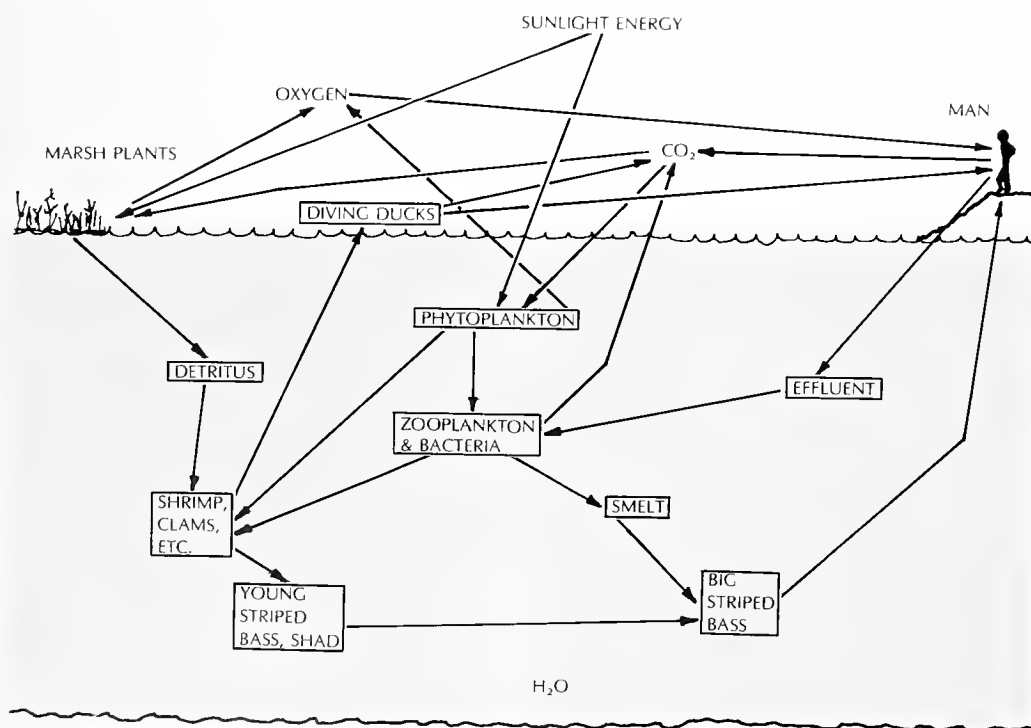 SUNLIGHT ENERGY
OXYGEN
MAN
MARSH PLANTS
CO₂
DIVING DUCKS
PHYTOPLANKTON
DETRITUS
EFFLUENT
ZOOPLANKTON
& BACTERIA
SHRIMP,
CLAMS,
ETC.
SMELT
YOUNG
STRIPED
BASS, SHAD
BIG
STRIPED
BASS
H₂O